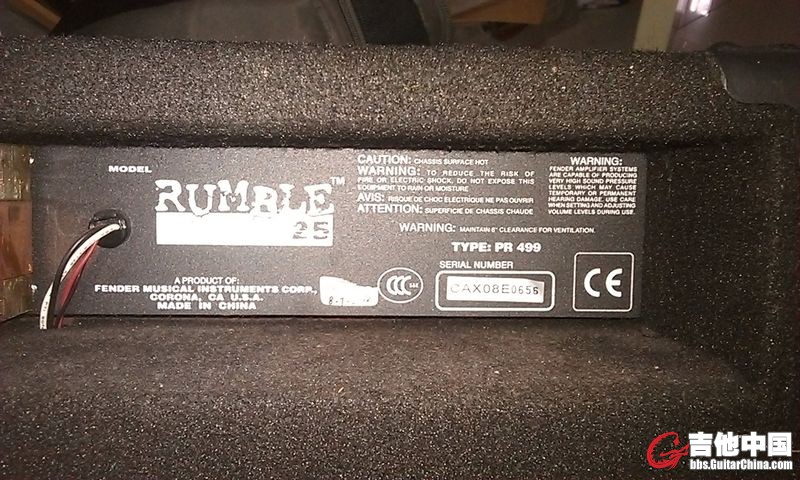 MODEL
RUMBLE™
25
A PRODUCT OF:
FENDER MUSICAL INSTRUMENTS CORP.
CORONA, CA U.S.A.
MADE IN CHINA
CAUTION: CHASSIS SURFACE HOT
WARNING: TO REDUCE THE RISK OF
FIRE OR ELECTRIC SHOCK, DO NOT EXPOSE THIS
EQUIPMENT TO RAIN OR MOISTURE
AVIS: RISQUE DE CHOC ELECTRIQUE NE PAS OUVRIR
ATTENTION: SUPERFICIE DE CHASSIS CHAUDE
WARNING:
FENDER AMPLIFIER SYSTEMS
ARE CAPABLE OF PRODUCING
VERY HIGH SOUND PRESSURE
LEVELS WHICH MAY CAUSE
TEMPORARY OR PERMANENT
HEARING DAMAGE. USE CARE
WHEN SETTING AND ADJUSTING
VOLUME LEVELS DURING USE.
WARNING: MAINTAIN 6" CLEARANCE FOR VENTILATION.
TYPE: PR 499
SERIAL NUMBER
CAX08E0656
CCC
CE
吉他中国
bbs.GuitarChina.com